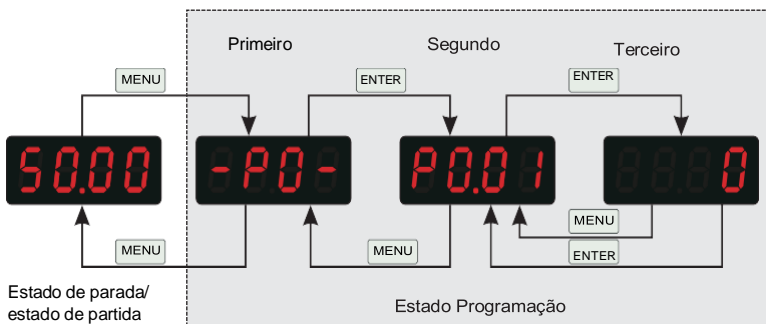 Primeiro
Segundo
Terceiro
MENU
ENTER
ENTER
50.00
-P0-
P0.01
0
MENU
MENU
MENU
ENTER
Estado de parada/
estado de partida
Estado Programação